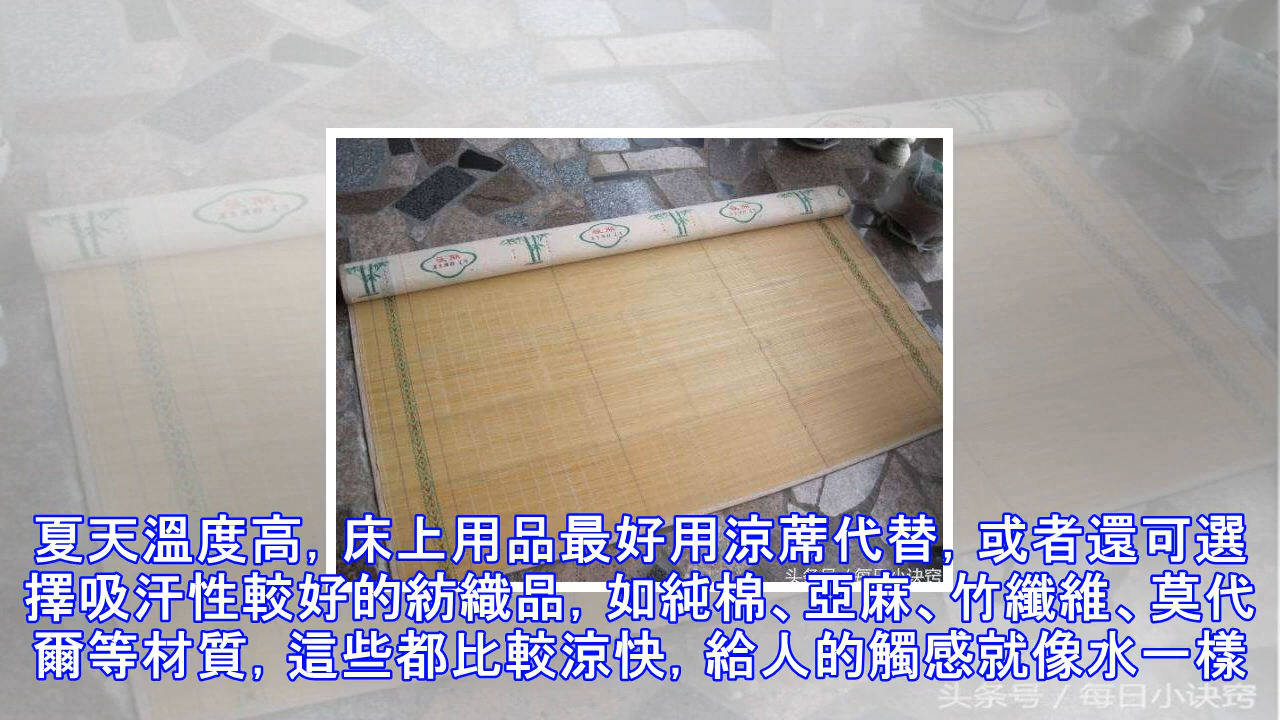 夏天溫度高, 床上用品最好用涼蓆代替, 或者還可選
擇吸汗性較好的紡織品, 如純棉、亞麻、竹纖維、莫代
爾等材質, 這些都比較涼快, 給人的觸感就像水一樣
头条号 / 每日小诀窍